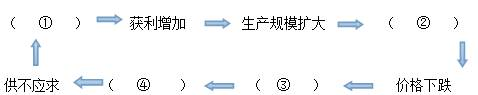 （ ① ） 获利增加 生产规模扩大 （ ② ）
供不应求 （ ④ ） （ ③ ） 价格下跌